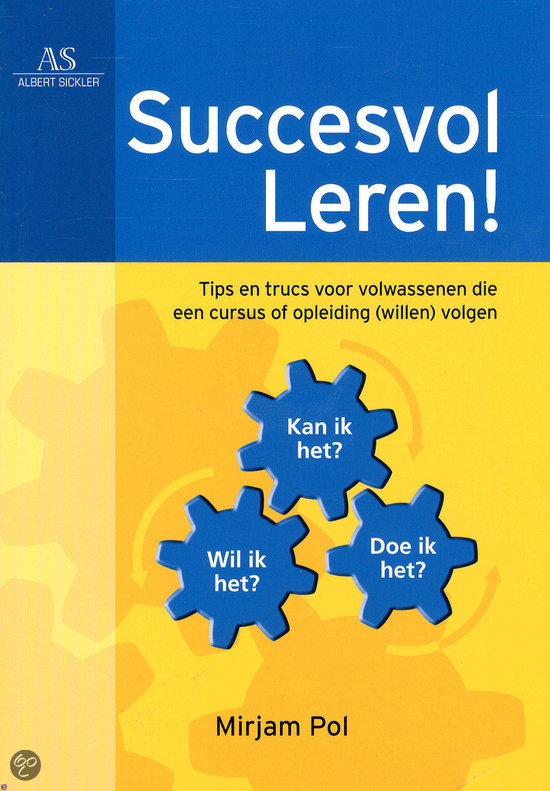 AS
ALBERT SICKLER
Succesvol
Leren!
Tips en trucs voor volwassenen die
een cursus of opleiding (willen) volgen
Kan ik
het?
Wil ik
het?
Doe ik
het?
Mirjam Pol